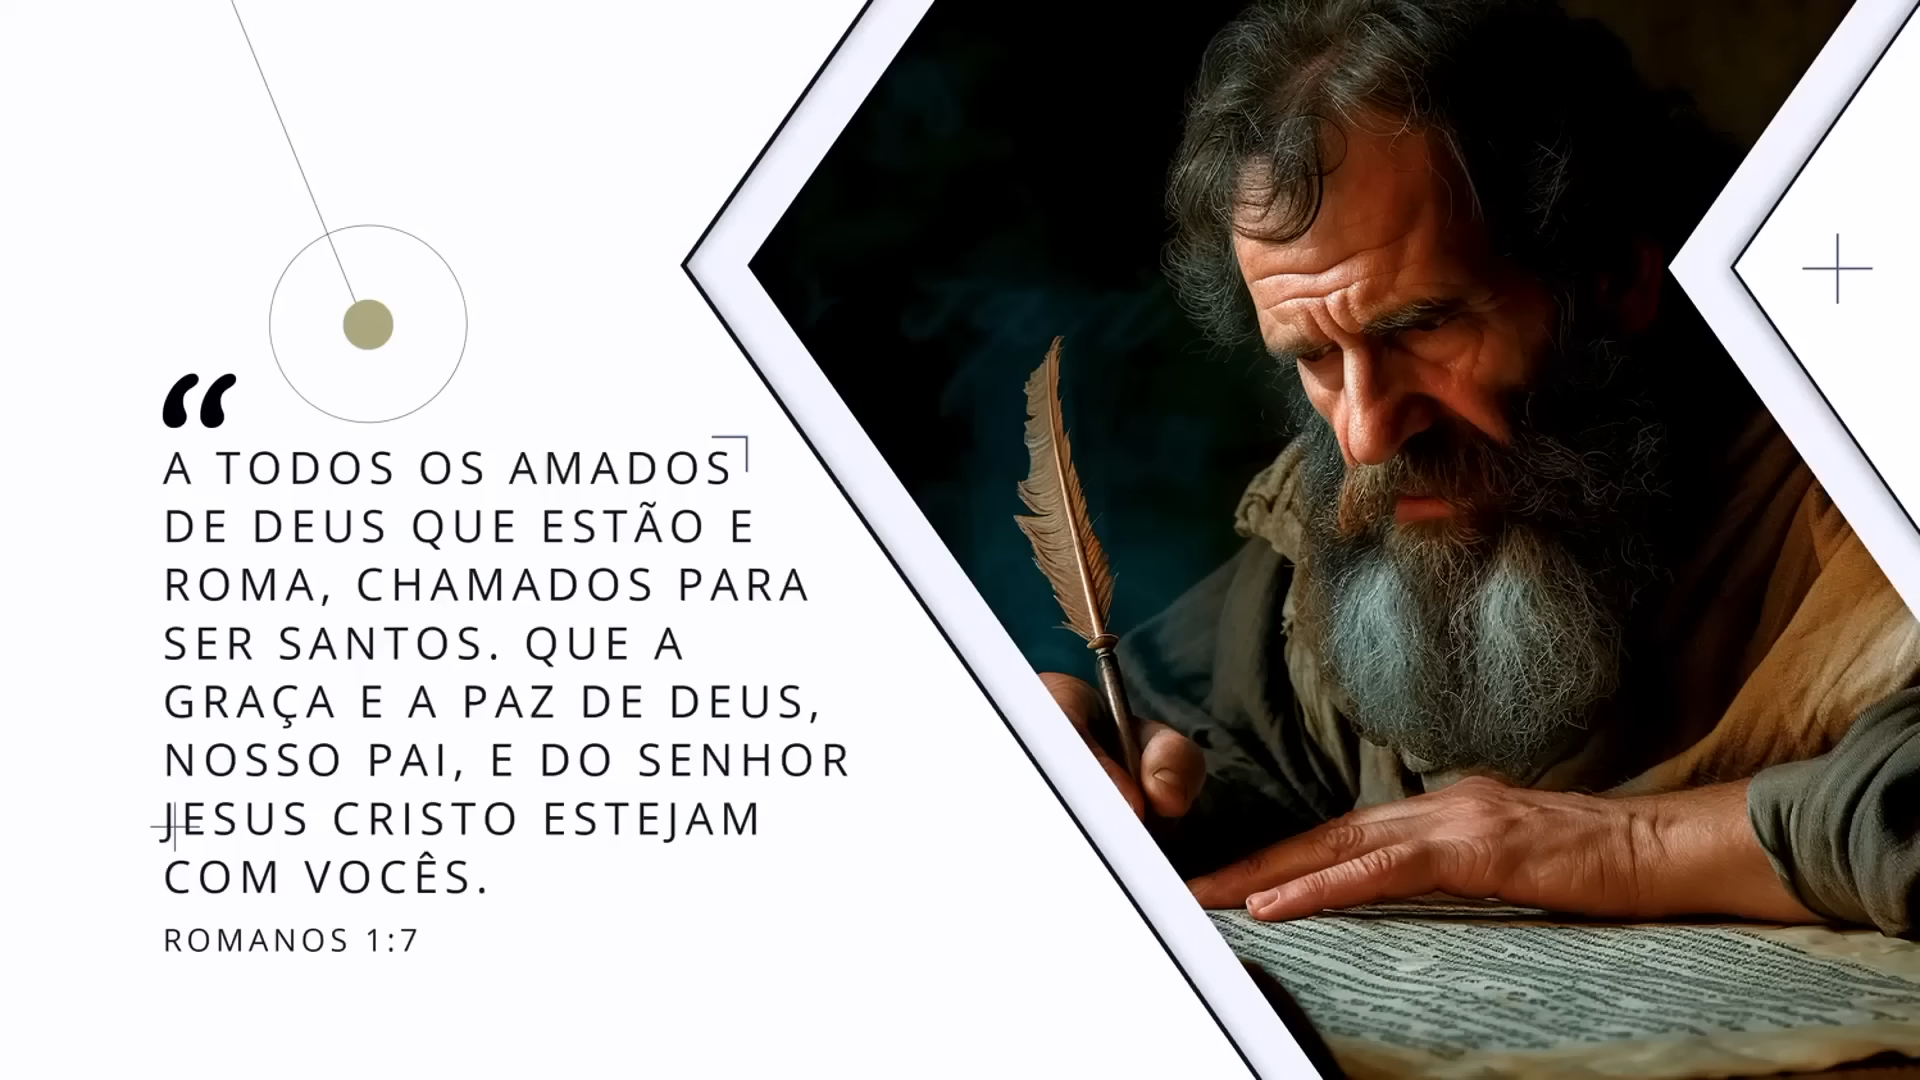 “
A TODOS OS AMADOS
DE DEUS QUE ESTÃO E
ROMA, CHAMADOS PARA
SER SANTOS. QUE A
GRAÇA E A PAZ DE DEUS,
NOSSO PAI, E DO SENHOR
JESUS CRISTO ESTEJAM
COM VOCÊS.
ROMANOS 1:7